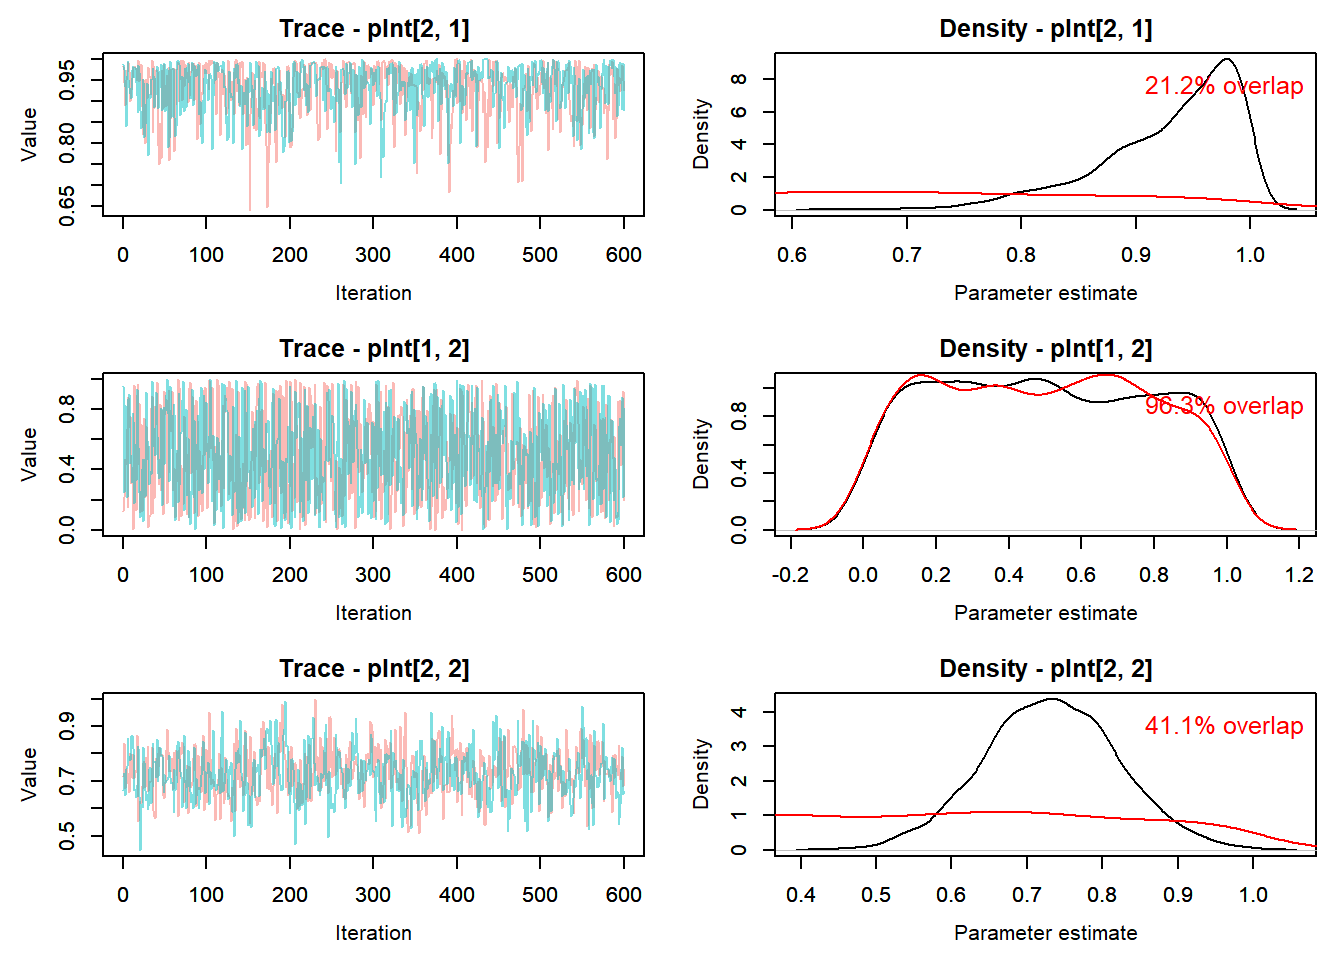 Trace - pInt[2, 1]
Value
0.65 0.80 0.95
0 100 200 300 400 500 600
Iteration
Density - pInt[2, 1]
21.2% overlap
Density
0 2 4 6 8
0.6 0.7 0.8 0.9 1.0
Parameter estimate
Trace - pInt[1, 2]
Value
0.0 0.4 0.8
0 100 200 300 400 500 600
Iteration
Density - pInt[1, 2]
96.3% overlap
Density
0.0 0.4 0.8
-0.2 0.0 0.2 0.4 0.6 0.8 1.0 1.2
Parameter estimate
Trace - pInt[2, 2]
Value
0.5 0.7 0.9
0 100 200 300 400 500 600
Iteration
Density - pInt[2, 2]
41.1% overlap
Density
0 1 2 3 4
0.4 0.5 0.6 0.7 0.8 0.9 1.0
Parameter estimate